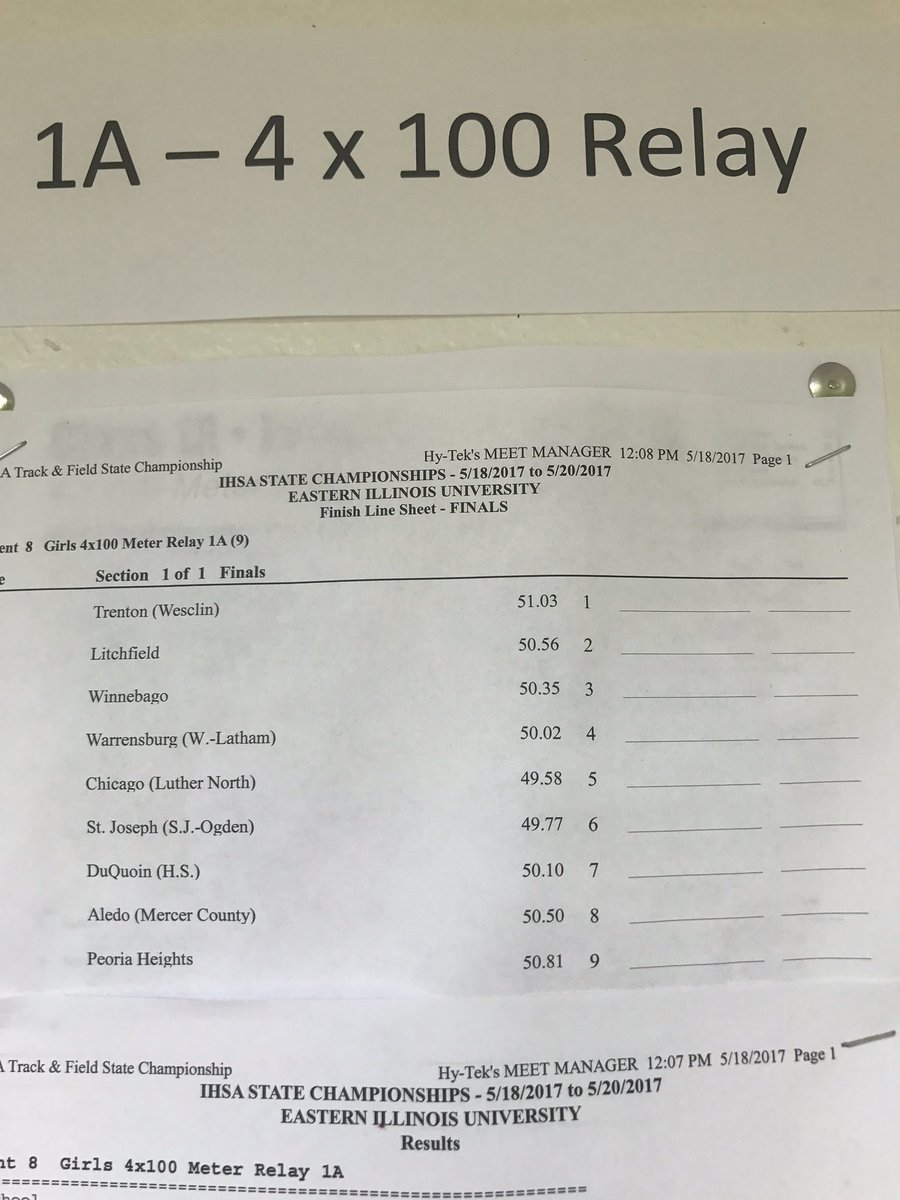 1A – 4 x 100 Relay
A Track & Field State Championship
Hy-Tek's MEET MANAGER 12:08 PM 5/18/2017 Page 1
IHSA STATE CHAMPIONSHIPS - 5/18/2017 to 5/20/2017
EASTERN ILLINOIS UNIVERSITY
Finish Line Sheet - FINALS
ent 8 Girls 4x100 Meter Relay 1A (9)
e Section 1 of 1 Finals
Trenton (Wesclin) 51.03 1
Litchfield 50.56 2
Winnebago 50.35 3
Warrensburg (W.-Latham) 50.02 4
Chicago (Luther North) 49.58 5
St. Joseph (S.J.-Ogden) 49.77 6
DuQuoin (H.S.) 50.10 7
Aledo (Mercer County) 50.50 8
Peoria Heights 50.81 9
A Track & Field State Championship
Hy-Tek's MEET MANAGER 12:07 PM 5/18/2017 Page 1
IHSA STATE CHAMPIONSHIPS - 5/18/2017 to 5/20/2017
EASTERN ILLINOIS UNIVERSITY
Results
nt 8 Girls 4x100 Meter Relay 1A